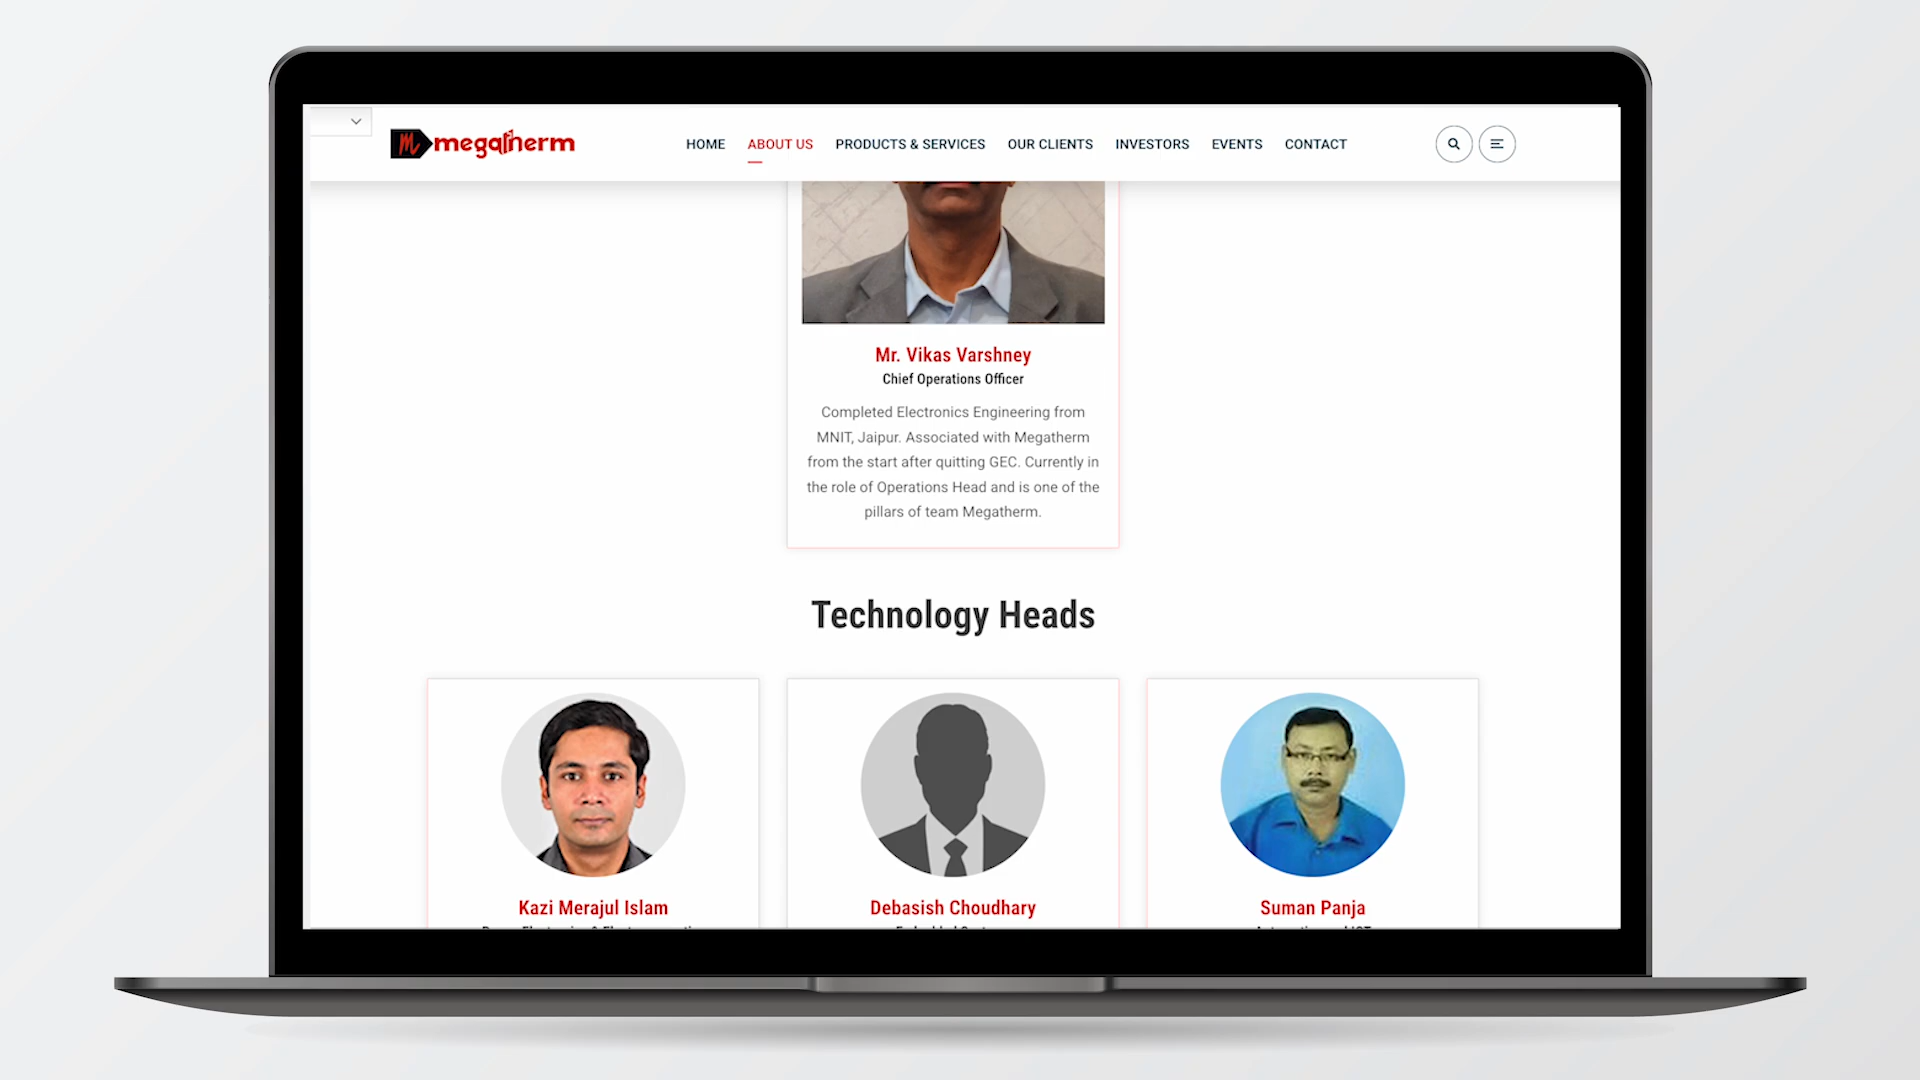 megatherm
HOME ABOUT US PRODUCTS & SERVICES OUR CLIENTS INVESTORS EVENTS CONTACT
Mr. Vikas Varshney
Chief Operations Officer
Completed Electronics Engineering from
MNIT, Jaipur. Associated with Megatherm
from the start after quitting GEC. Currently in
the role of Operations Head and is one of the
pillars of team Megatherm.
Technology Heads
Kazi Merajul Islam
Debasish Choudhary
Suman Panja